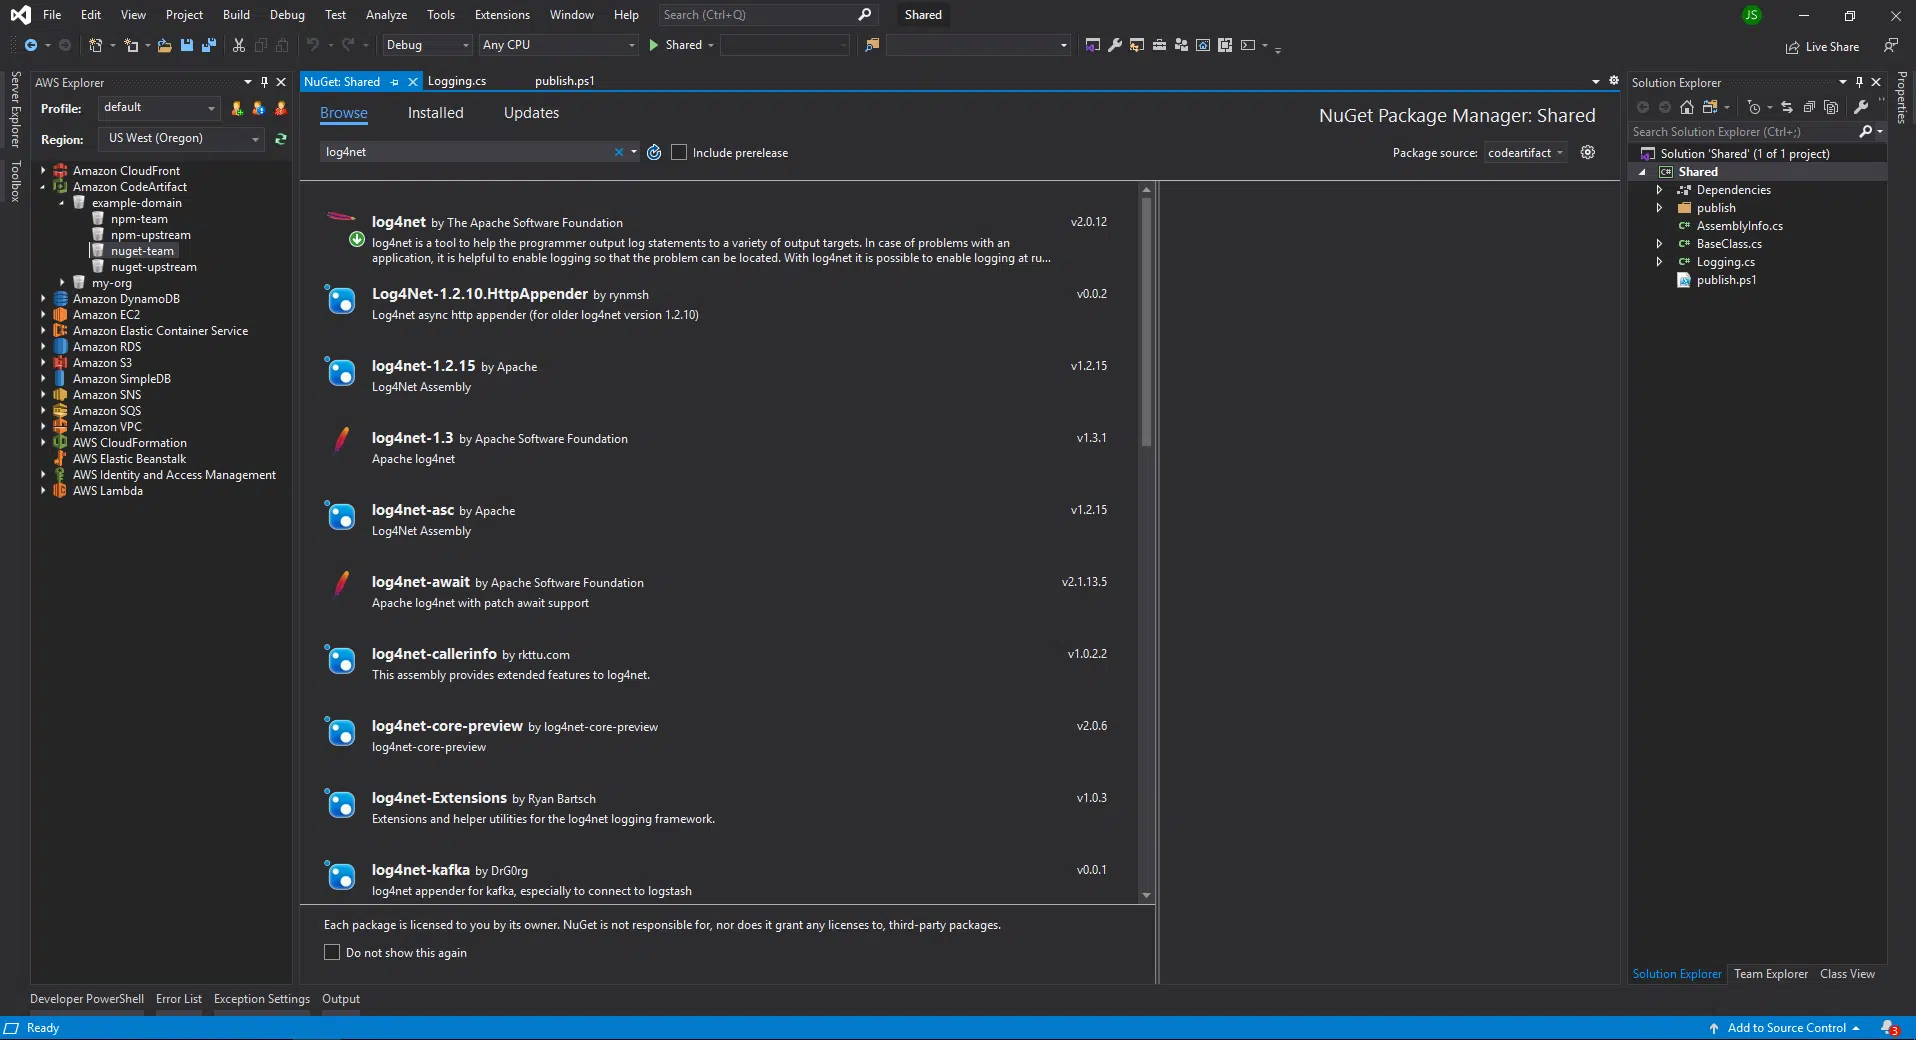 File Edit View Project Build Debug Test Analyze Tools Extensions Window Help Search (Ctrl+Q) Shared JS
Debug Any CPU Shared Live Share
Server Explorer
Toolbox
AWS Explorer
Profile: default
Region: US West (Oregon)
Amazon CloudFront
Amazon CodeArtifact
example-domain
npm-team
npm-upstream
nuget-team
nuget-upstream
my-org
Amazon DynamoDB
Amazon EC2
Amazon Elastic Container Service
Amazon RDS
Amazon S3
Amazon SimpleDB
Amazon SNS
Amazon SQS
Amazon VPC
AWS CloudFormation
AWS Elastic Beanstalk
AWS Identity and Access Management
AWS Lambda
NuGet: Shared Logging.cs publish.ps1
Browse Installed Updates NuGet Package Manager: Shared
log4net Include prerelease Package source: codeartifact
log4net by The Apache Software Foundation v2.0.12
log4net is a tool to help the programmer output log statements to a variety of output targets. In case of problems with an
application, it is helpful to enable logging so that the problem can be located. With log4net it is possible to enable logging at ru...
Log4Net-1.2.10.HttpAppender by rynmsh v0.0.2
Log4net async http appender (for older log4net version 1.2.10)
log4net-1.2.15 by Apache v1.2.15
Log4Net Assembly
log4net-1.3 by Apache Software Foundation v1.3.1
Apache log4net
log4net-asc by Apache v1.2.15
Log4Net Assembly
log4net-await by Apache Software Foundation v2.1.13.5
Apache log4net with patch await support
log4net-callerinfo by rkttu.com v1.0.2.2
This assembly provides extended features to log4net.
log4net-core-preview by log4net-core-preview v2.0.6
log4net-core-preview
log4net-Extensions by Ryan Bartsch v1.0.3
Extensions and helper utilities for the log4net logging framework.
log4net-kafka by DrG0rg v0.0.1
log4net appender for kafka, especially to connect to logstash
Each package is licensed to you by its owner. NuGet is not responsible for, nor does it grant any licenses to, third-party packages.
Do not show this again
Solution Explorer
Search Solution Explorer (Ctrl+;)
Solution 'Shared' (1 of 1 project)
C# Shared
Dependencies
publish
C# AssemblyInfo.cs
C# BaseClass.cs
C# Logging.cs
publish.ps1
Solution Explorer Team Explorer Class View
Properties
Developer PowerShell Error List Exception Settings Output
Ready Add to Source Control 3